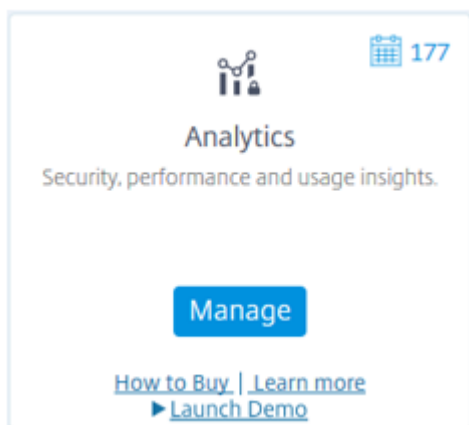 177
Analytics
Security, performance and usage insights.
Manage
How to Buy | Learn more
Launch Demo